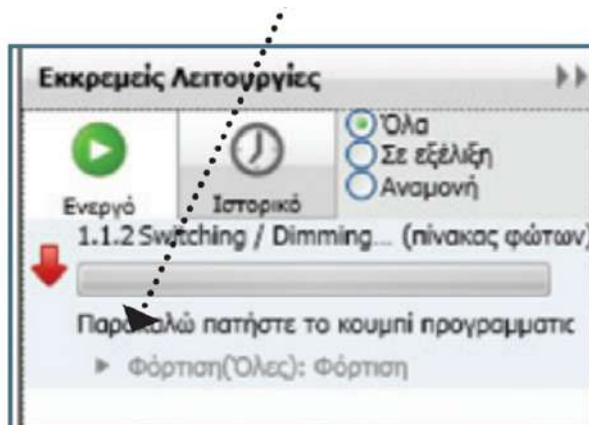 Εκκρεμείς Λειτουργίες
Όλα
Σε εξέλιξη
Αναμονή
Ενεργό
Ιστορικό
1.1.2 Switching / Dimming... (πίνακας φώτων)
Παρακαλώ πατήστε το κουμπί προγραμματις
Φόρτιση(Όλες): Φόρτιση